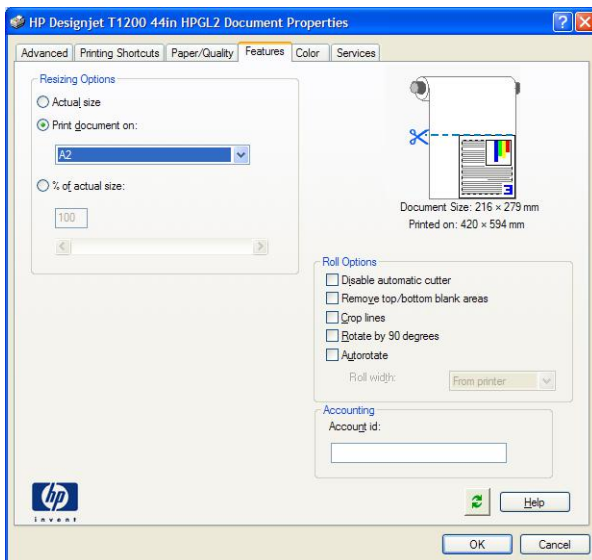 HP Designjet T1200 44in HPGL2 Document Properties
Advanced Printing Shortcuts Paper/Quality Features Color Services
Resizing Options
Actual size
Print document on:
A2
% of actual size:
100
3
Document Size: 216 × 279 mm
Printed on: 420 × 594 mm
Roll Options
Disable automatic cutter
Remove top/bottom blank areas
Crop lines
Rotate by 90 degrees
Autorotate
Roll width: From printer
Accounting
Account id:
hp
invent
Help
OK Cancel